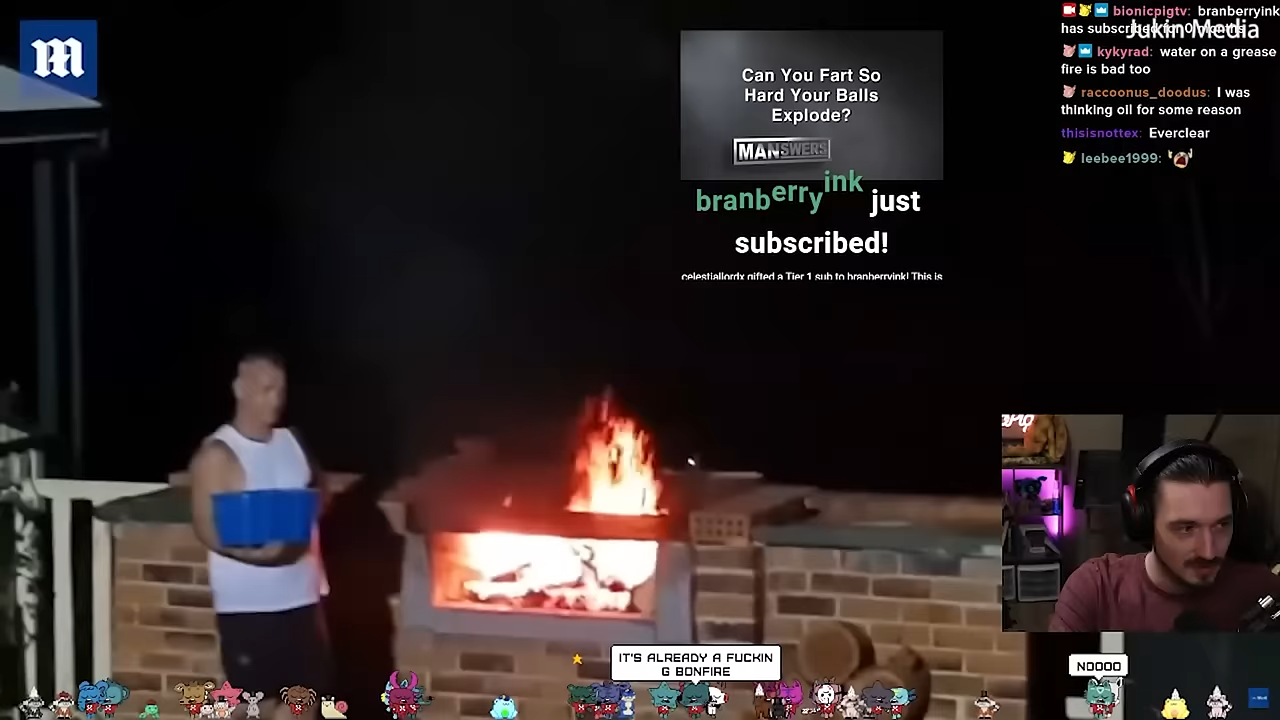 m
Can You Fart So
Hard Your Balls
Explode?
MANSWERS
branberryink just
subscribed!
celestiallordx gifted a Tier 1 sub to branberryink! This is
Jukin Media
bionicpigtv: branberryink
has subscribed for 0 months
kykyrad: water on a grease
fire is bad too
raccoonus_doodus: I was
thinking oil for some reason
thisisnottex: Everclear
leebee1999:
IT'S ALREADY A FUCKIN
G BONFIRE
NOOOO